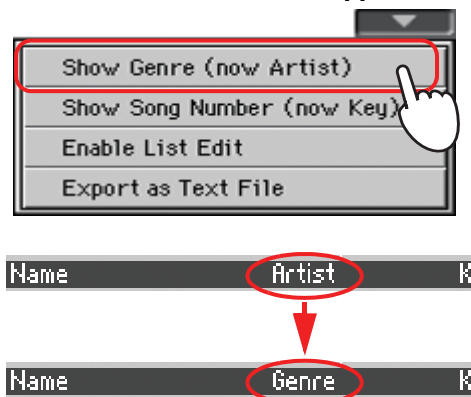 Show Genre (now Artist)
Show Song Number (now Key)
Enable List Edit
Export as Text File
Name Artist K
Name Genre K